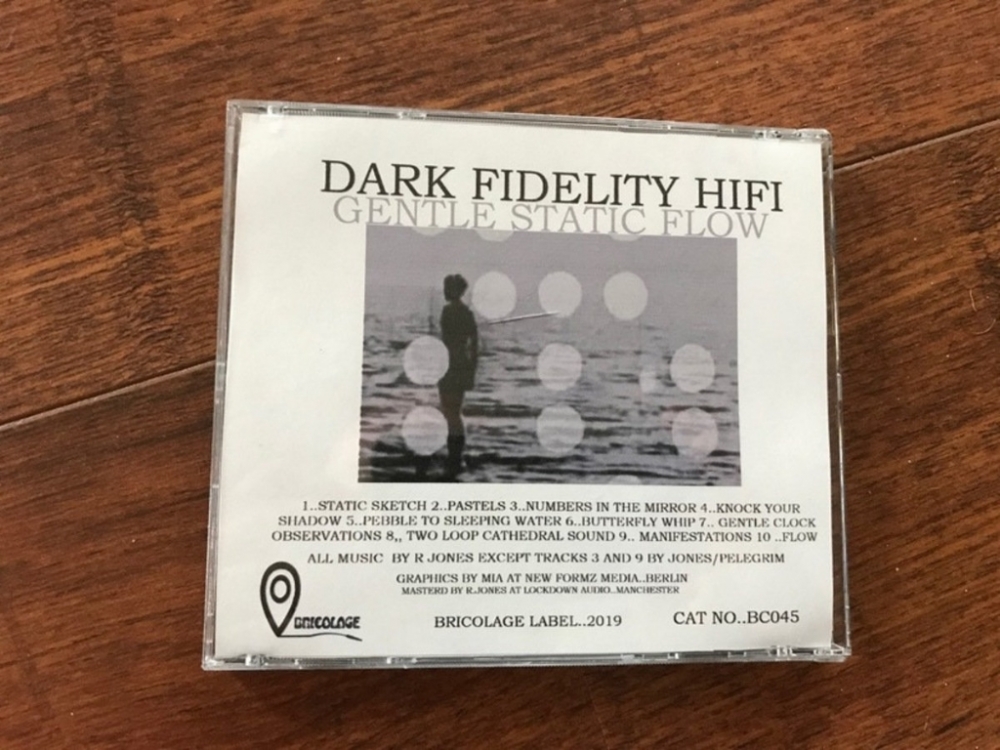 DARK FIDELITY HIFI
GENTLE STATIC FLOW
1..STATIC SKETCH 2..PASTELS 3..NUMBERS IN THE MIRROR 4..KNOCK YOUR
SHADOW 5..PEBBLE TO SLEEPING WATER 6..BUTTERFLY WHIP 7.. GENTLE CLOCK
OBSERVATIONS 8,, TWO LOOP CATHEDRAL SOUND 9.. MANIFESTATIONS 10 ..FLOW
ALL MUSIC BY R JONES EXCEPT TRACKS 3 AND 9 BY JONES/PELEGRIM
GRAPHICS BY MIA AT NEW FORMZ MEDIA..BERLIN
MASTERD BY R.JONES AT LOCKDOWN AUDIO..MANCHESTER
BRICOLAGE
BRICOLAGE LABEL..2019
CAT NO..BC045